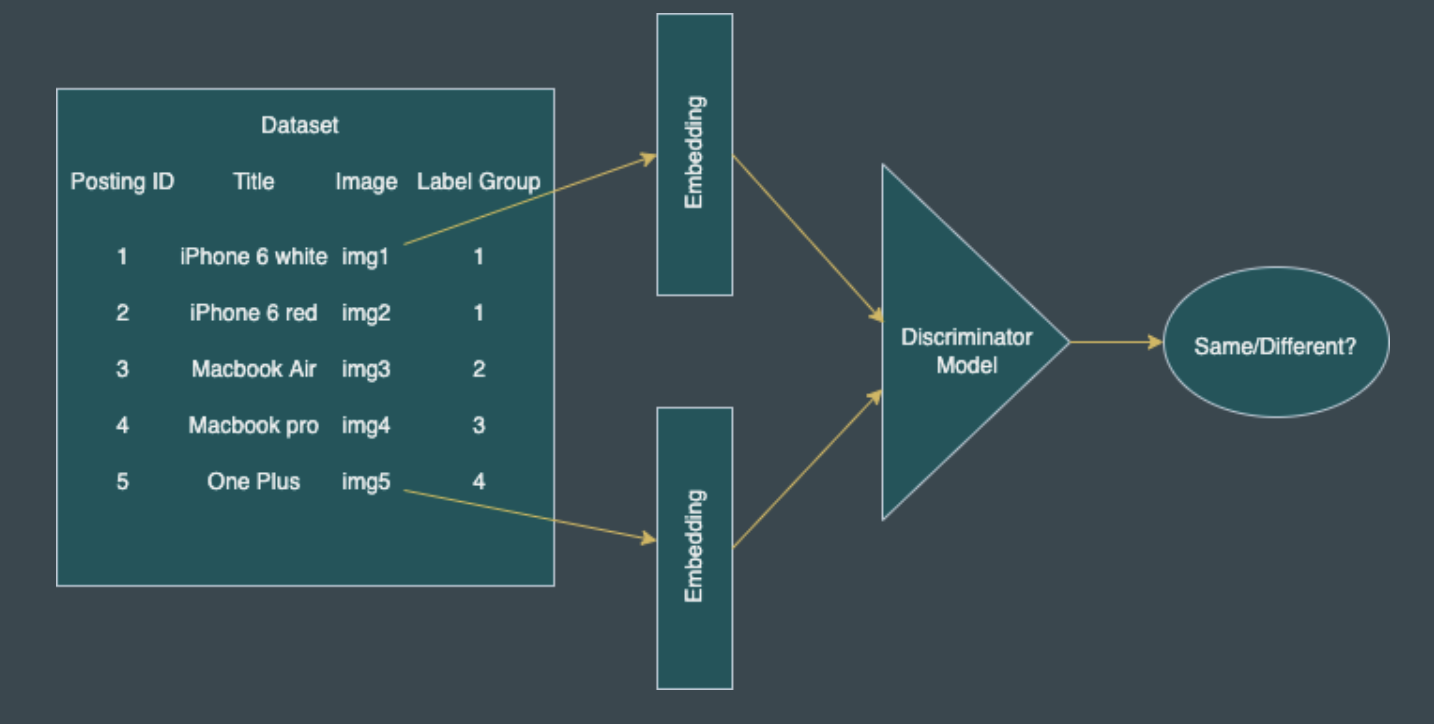 Dataset
Posting ID Title Image Label Group
1 iPhone 6 white img1 1
2 iPhone 6 red img2 1
3 Macbook Air img3 2
4 Macbook pro img4 3
5 One Plus img5 4
Embedding
Embedding
Discriminator
Model
Same/Different?